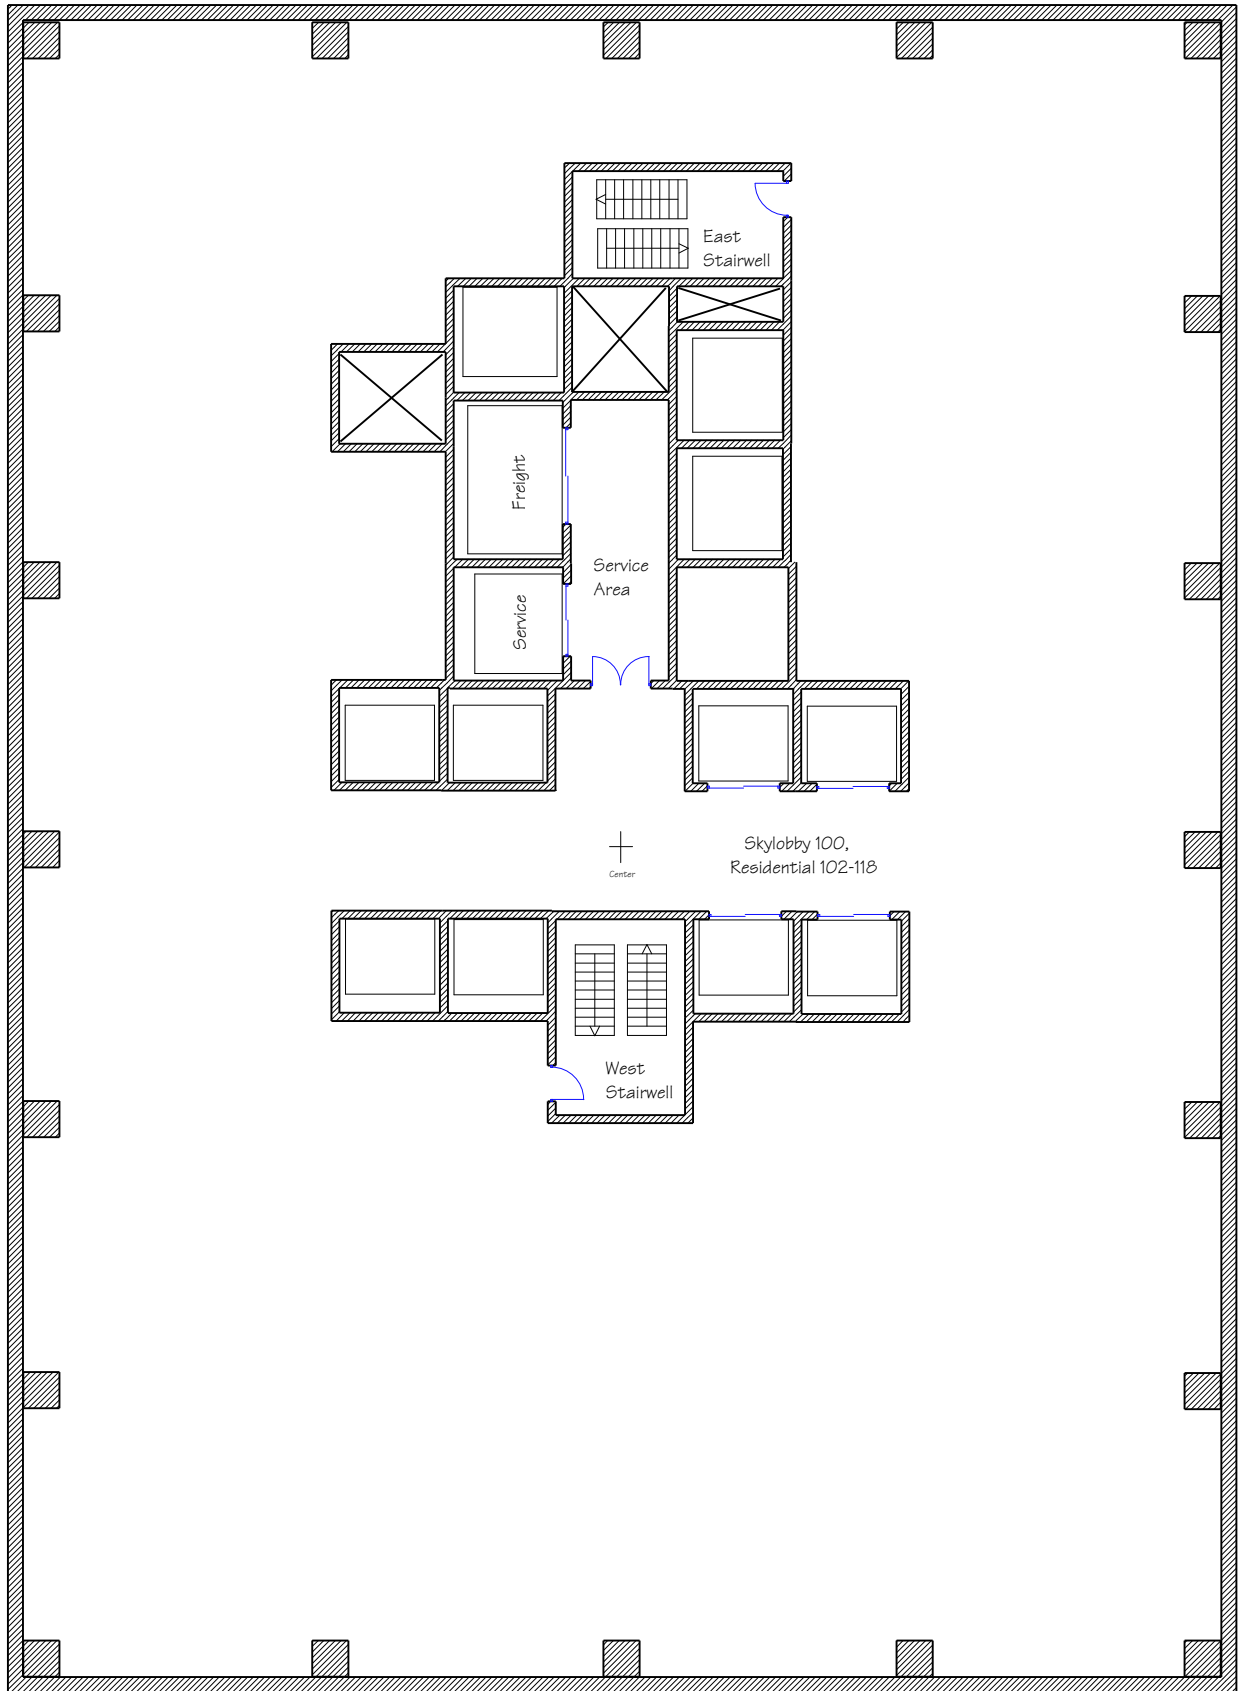 East
Stairwell
Freight
Service
Area
Service
Skylobby 100,
Residential 102-118
Center
West
Stairwell